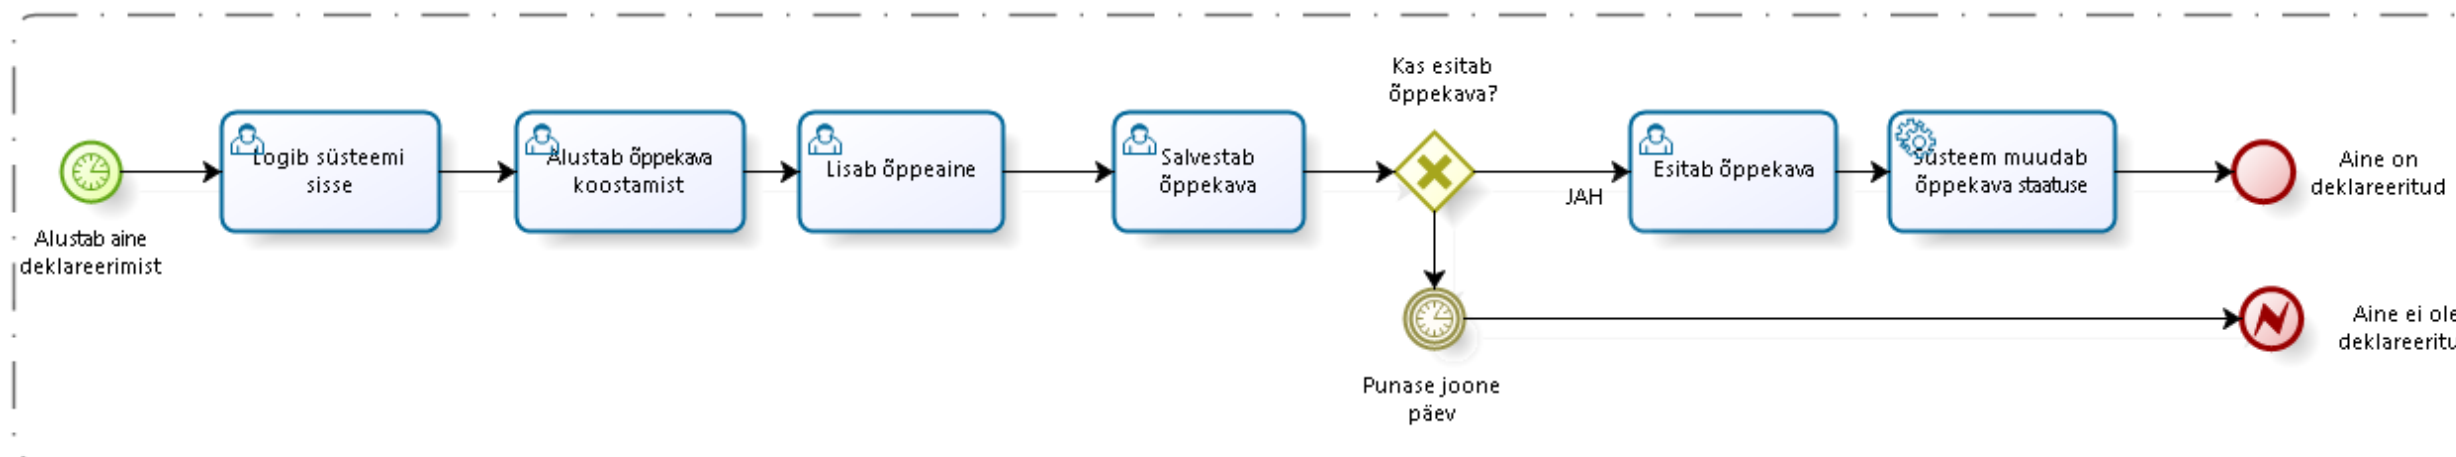 Alustab aine
deklareerimist
Logib süsteemi
sisse
Alustab õppekava
koostamist
Lisab õppeaine
Salvestab
õppekava
Kas esitab
õppekava?
JAH
Esitab õppekava
Süsteem muudab
õppekava staatuse
Aine on
deklareeritud
Punase joone
päev
Aine ei ole
deklareeritu